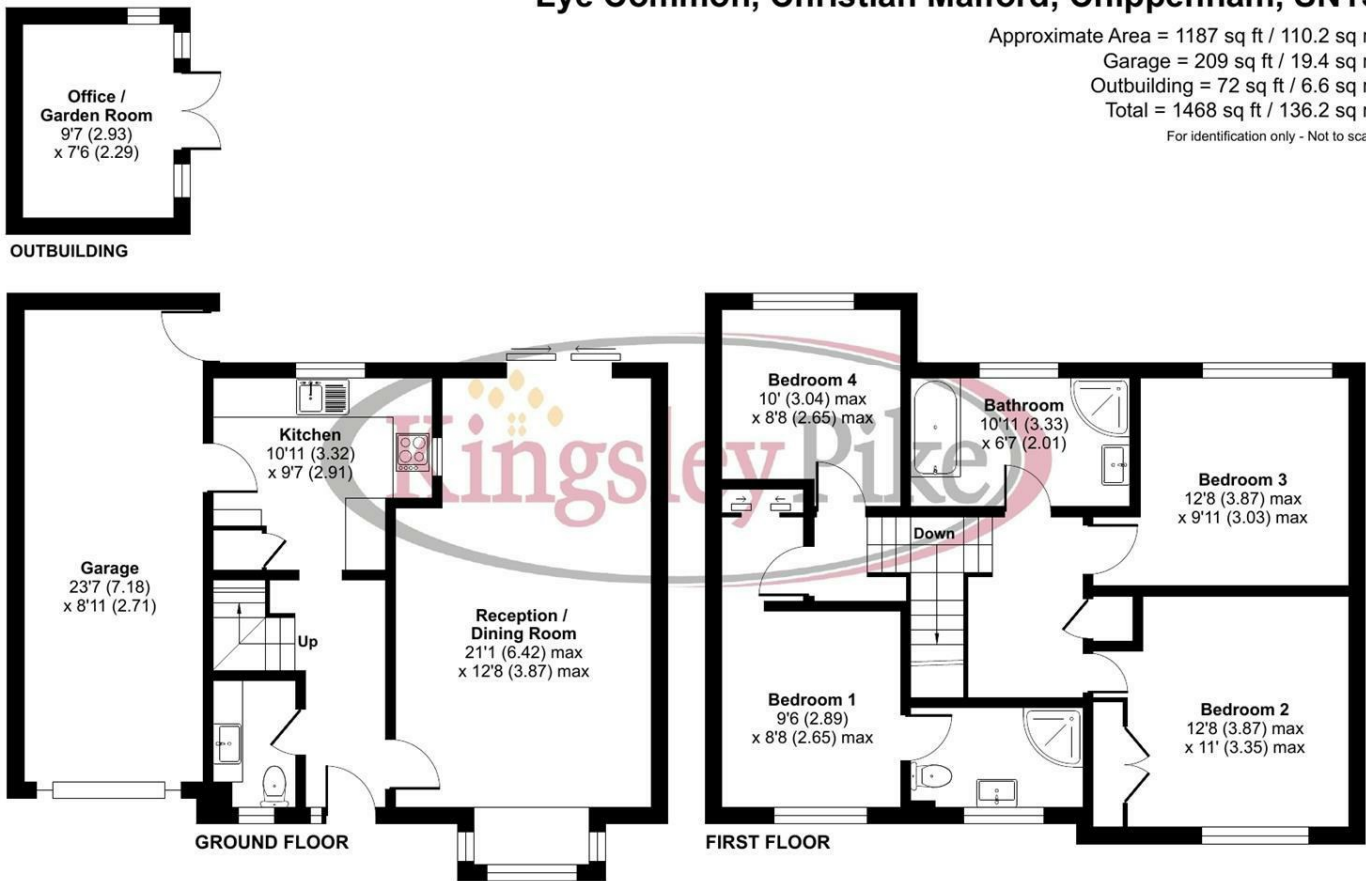 Lye Common, Christian Malford, Chippenham, SN15
Approximate Area = 1187 sq ft / 110.2 sq m
Garage = 209 sq ft / 19.4 sq m
Outbuilding = 72 sq ft / 6.6 sq m
Total = 1468 sq ft / 136.2 sq m
For identification only - Not to sca
Office /
Garden Room
9'7 (2.93)
x 7'6 (2.29)
OUTBUILDING
Kitchen
10'11 (3.32)
x 9'7 (2.91)
Garage
23'7 (7.18)
x 8'11 (2.71)
Up
Reception /
Dining Room
21'1 (6.42) max
x 12'8 (3.87) max
GROUND FLOOR
Kingsley Pike
Bedroom 4
10' (3.04) max
x 8'8 (2.65) max
Bathroom
10'11 (3.33)
x 6'7 (2.01)
Bedroom 3
12'8 (3.87) max
x 9'11 (3.03) max
Down
Bedroom 1
9'6 (2.89)
x 8'8 (2.65) max
Bedroom 2
12'8 (3.87) max
x 11' (3.35) max
FIRST FLOOR